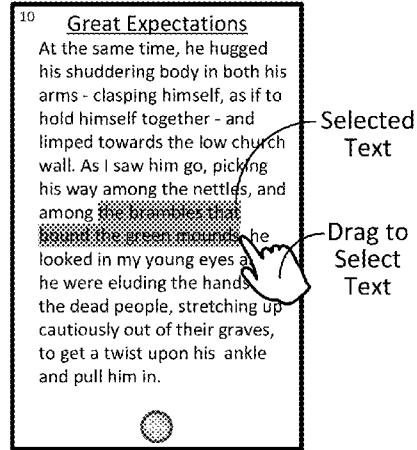 10
Great Expectations
At the same time, he hugged
his shuddering body in both his
arms - clasping himself, as if to
hold himself together - and
limped towards the low church
wall. As I saw him go, picking
his way among the nettles, and
among the brambles that
bound the green mounds, he
looked in my young eyes a
he were eluding the hands
the dead people, stretching up
cautiously out of their graves,
to get a twist upon his ankle
and pull him in.
Selected
Text
Drag to
Select
Text